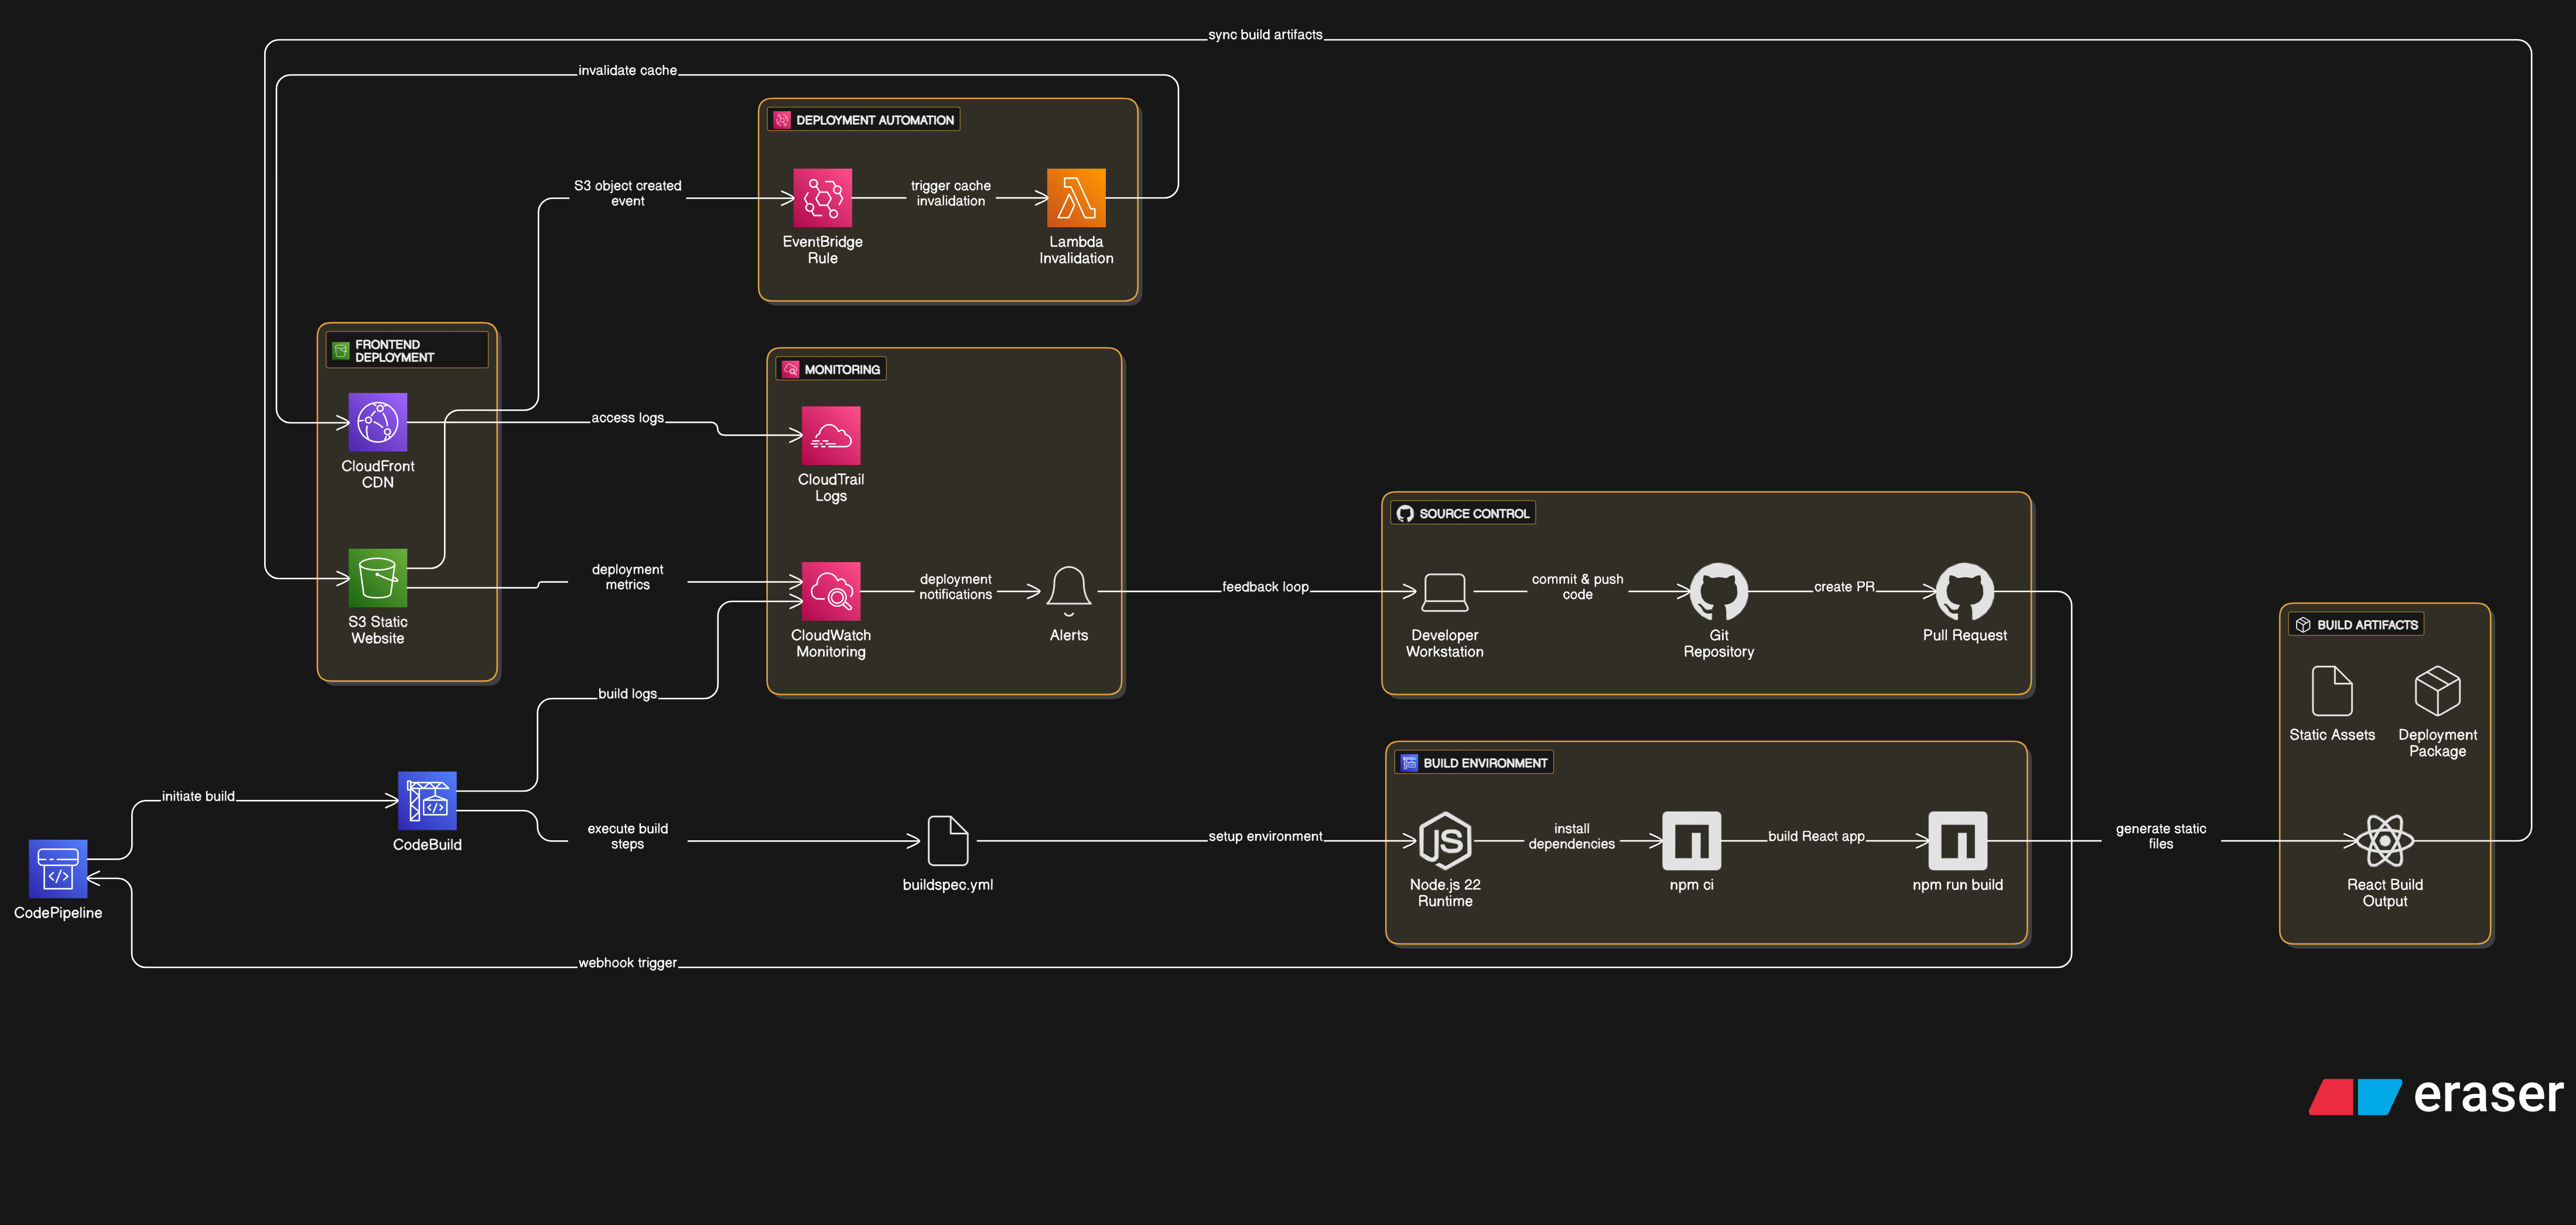 sync build artifacts
invalidate cache
DEPLOYMENT AUTOMATION
S3 object created
event
trigger cache
invalidation
EventBridge
Rule
Lambda
Invalidation
FRONTEND
DEPLOYMENT
CloudFront
CDN
S3 Static
Website
access logs
deployment
metrics
MONITORING
CloudTrail
Logs
CloudWatch
Monitoring
deployment
notifications
Alerts
feedback loop
SOURCE CONTROL
Developer
Workstation
commit & push
code
Git
Repository
create PR
Pull Request
build logs
initiate build
CodePipeline
CodeBuild
execute build
steps
buildspec.yml
setup environment
BUILD ENVIRONMENT
JS
Node.js 22
Runtime
install
dependencies
npm ci
build React app
npm run build
generate static
files
BUILD ARTIFACTS
Static Assets
Deployment
Package
React Build
Output
webhook trigger
eraser